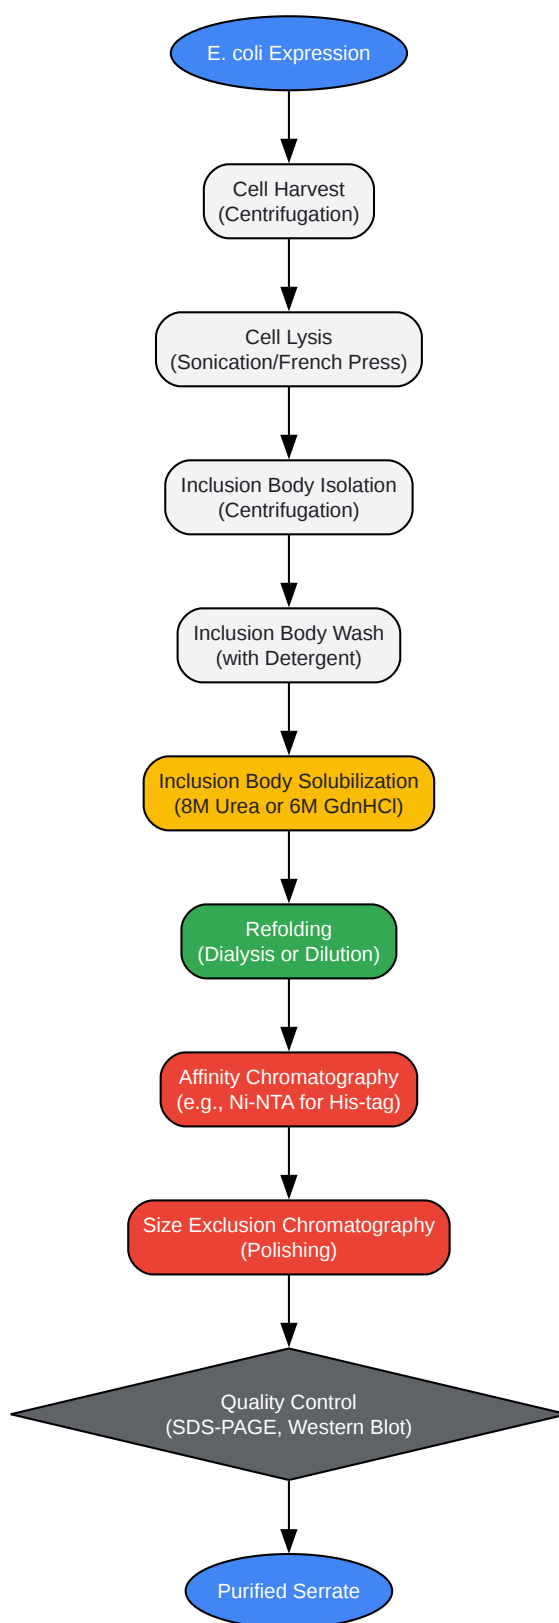 E. coli Expression
Cell Harvest
(Centrifugation)
Cell Lysis
(Sonication/French Press)
Inclusion Body Isolation
(Centrifugation)
Inclusion Body Wash
(with Detergent)
Inclusion Body Solubilization
(8M Urea or 6M GdnHCl)
Refolding
(Dialysis or Dilution)
Affinity Chromatography
(e.g., Ni-NTA for His-tag)
Size Exclusion Chromatography
(Polishing)
Quality Control
(SDS-PAGE, Western Blot)
Purified Serrate